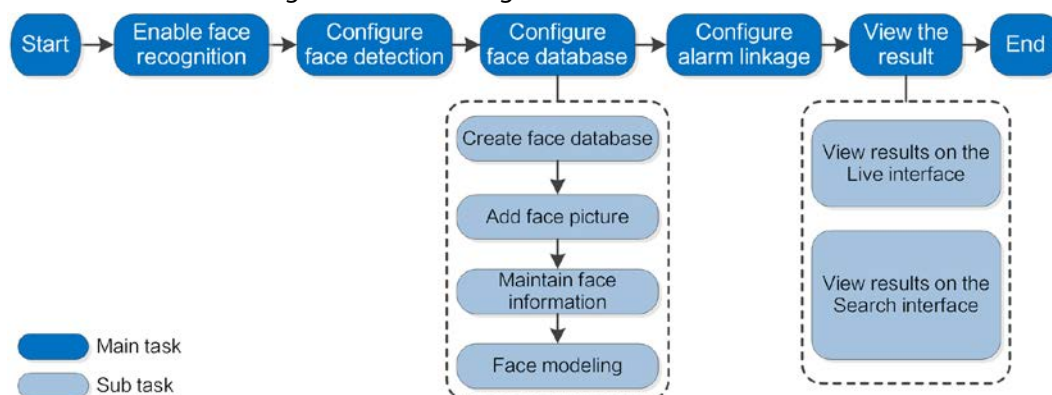 Start
Enable face
recognition
Configure
face detection
Configure
face database
Configure
alarm linkage
View the
result
End
Create face database
Add face picture
Maintain face
information
Face modeling
View results on the
Live interface
View results on the
Search interface
Main task
Sub task